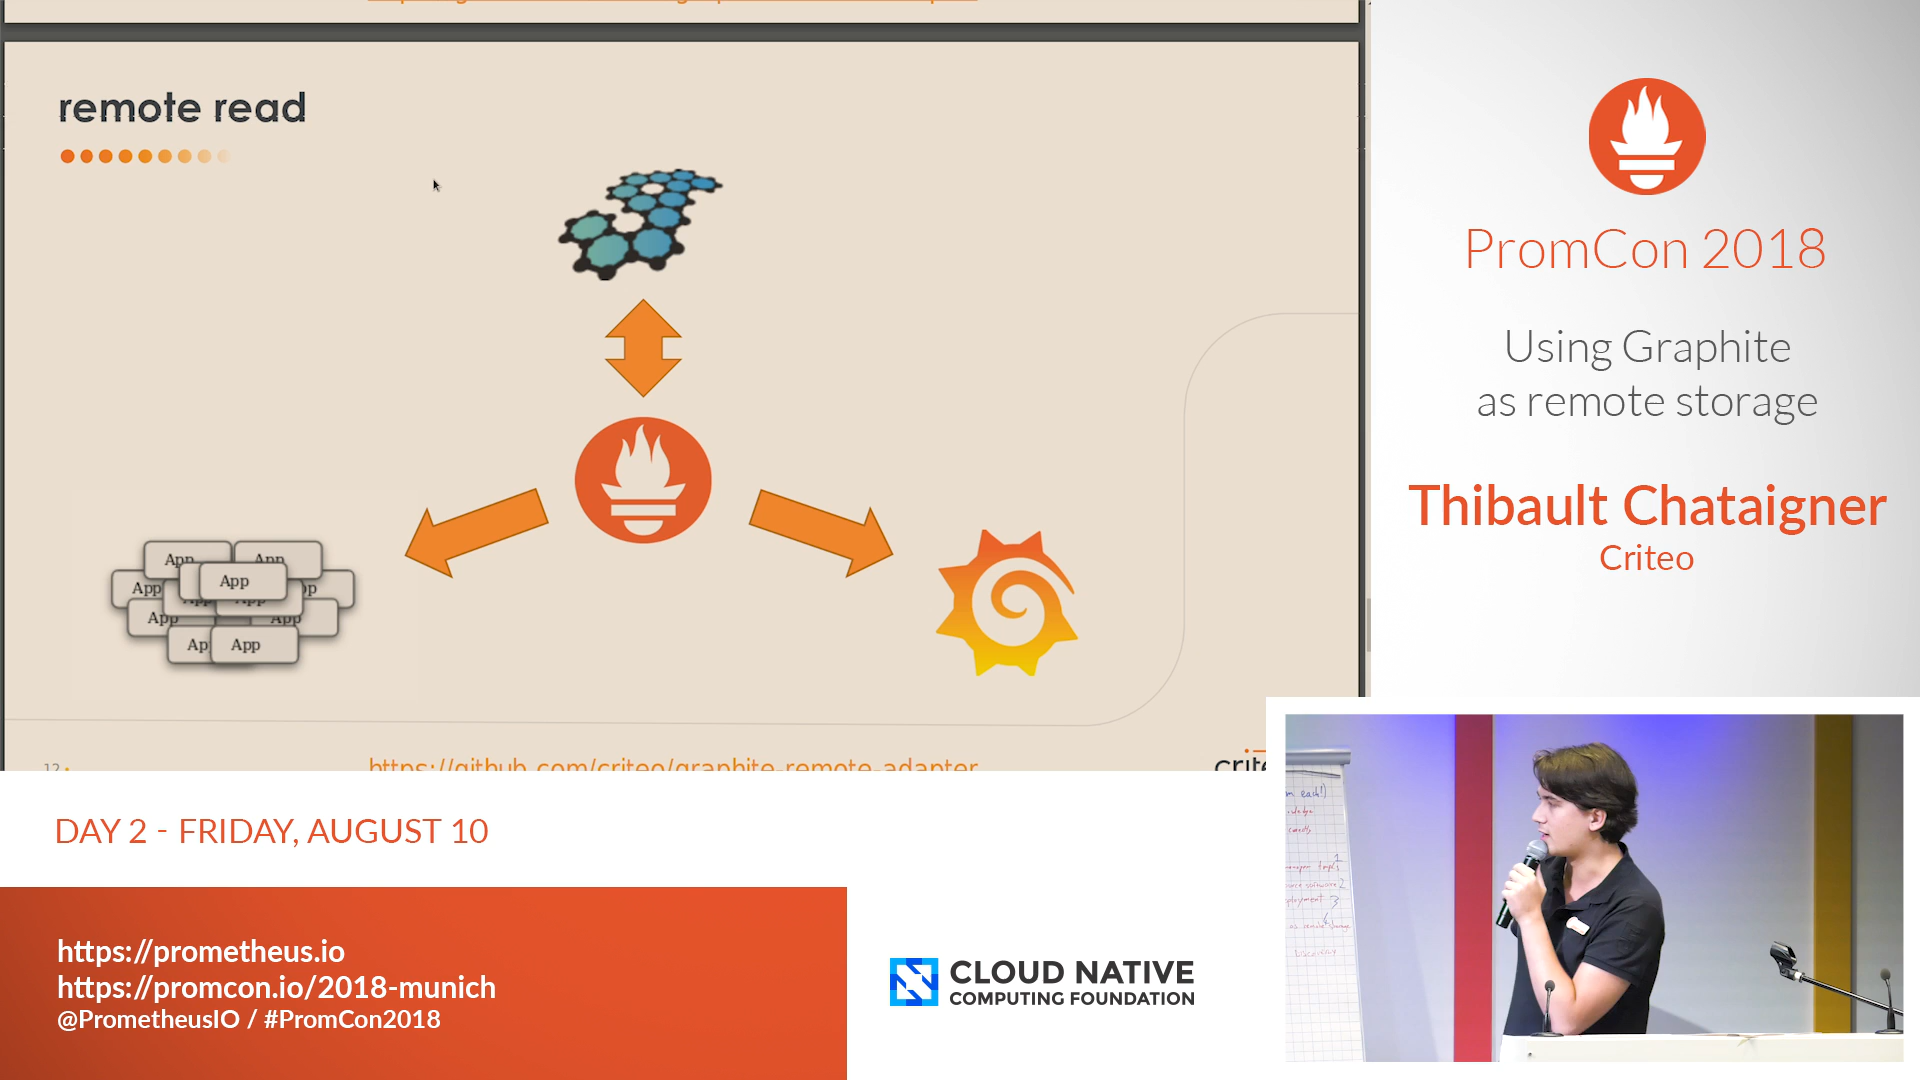 remote read
App
App
App
App
App
App
App
App
https://github.com/criteo/graphite-remote-adapter
12
PromCon 2018
Using Graphite
as remote storage
Thibault Chataigner
Criteo
DAY 2 - FRIDAY, AUGUST 10
https://prometheus.io
https://promcon.io/2018-munich
@PrometheusIO / #PromCon2018
CLOUD NATIVE
COMPUTING FOUNDATION